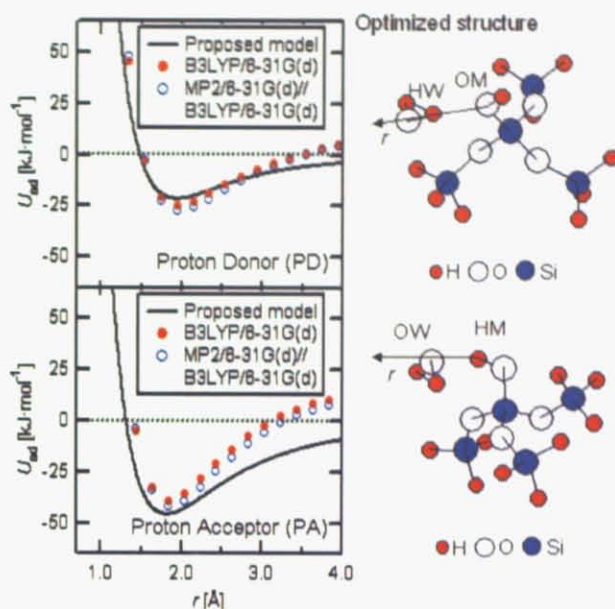 Optimized structure
50
25
0
-25
-50
U_ad [kJ·mol⁻¹]
Proposed model
B3LYP/6-31G(d)
MP2/6-31G(d)//
B3LYP/6-31G(d)
Proton Donor (PD)
HW
OM
r
H O Si
50
25
0
-25
-50
U_ad [kJ·mol⁻¹]
Proposed model
B3LYP/6-31G(d)
MP2/6-31G(d)//
B3LYP/6-31G(d)
Proton Acceptor (PA)
1.0 2.0 3.0 4.0
r [Å]
OW
HM
r
H O Si